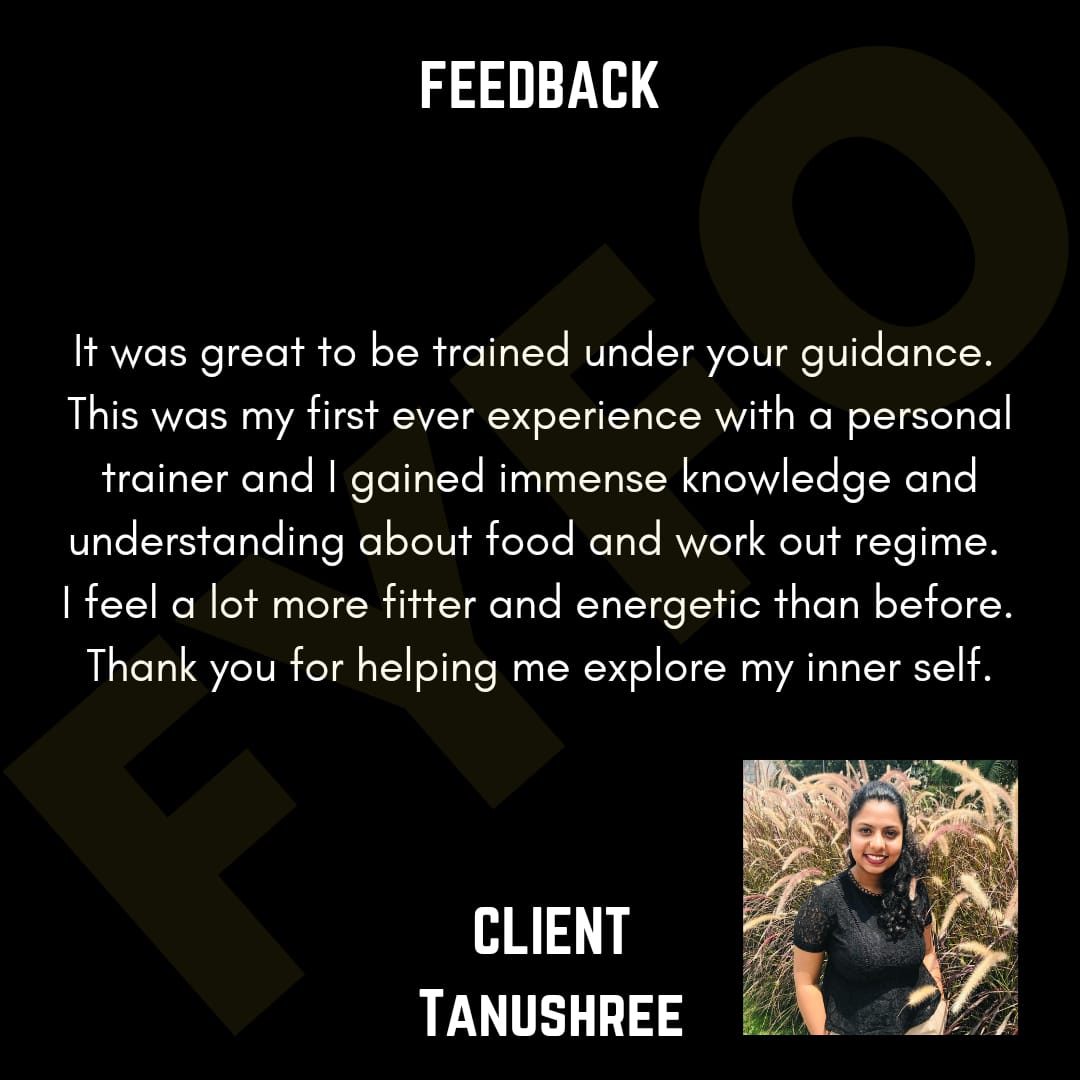 FEEDBACK
It was great to be trained under your guidance.
This was my first ever experience with a personal
trainer and I gained immense knowledge and
understanding about food and work out regime.
I feel a lot more fitter and energetic than before.
Thank you for helping me explore my inner self.
CLIENT
TANUSHREE
FYFO